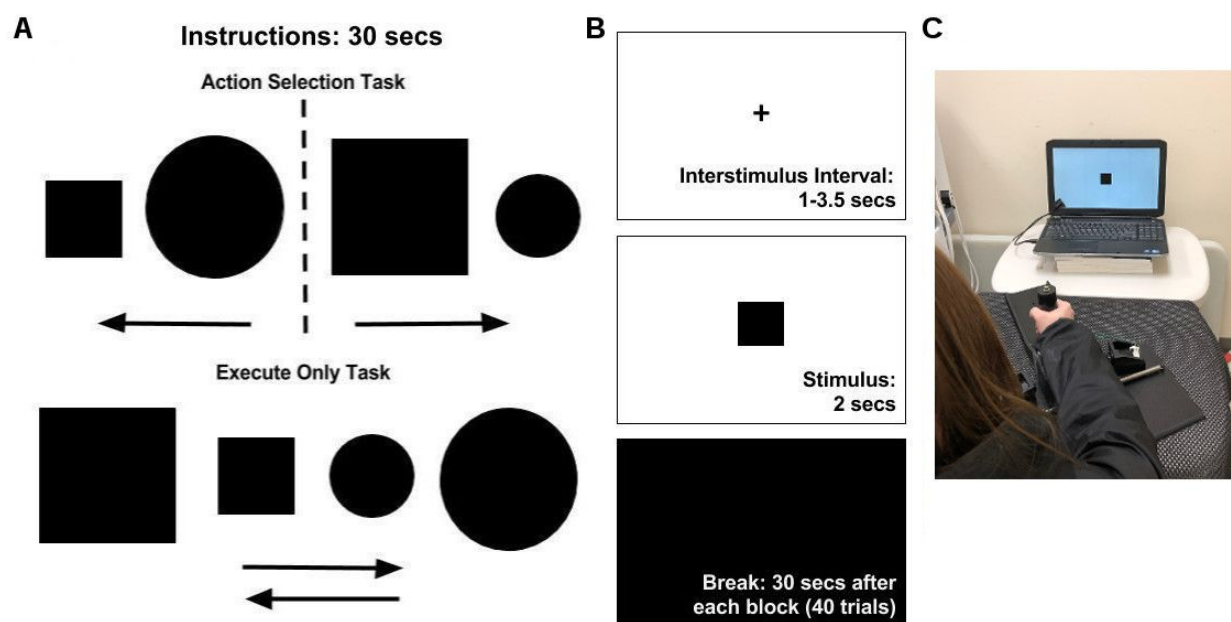 A
Instructions: 30 secs
Action Selection Task
Execute Only Task
B
+
Interstimulus Interval:
1-3.5 secs
Stimulus:
2 secs
Break: 30 secs after
each block (40 trials)
C